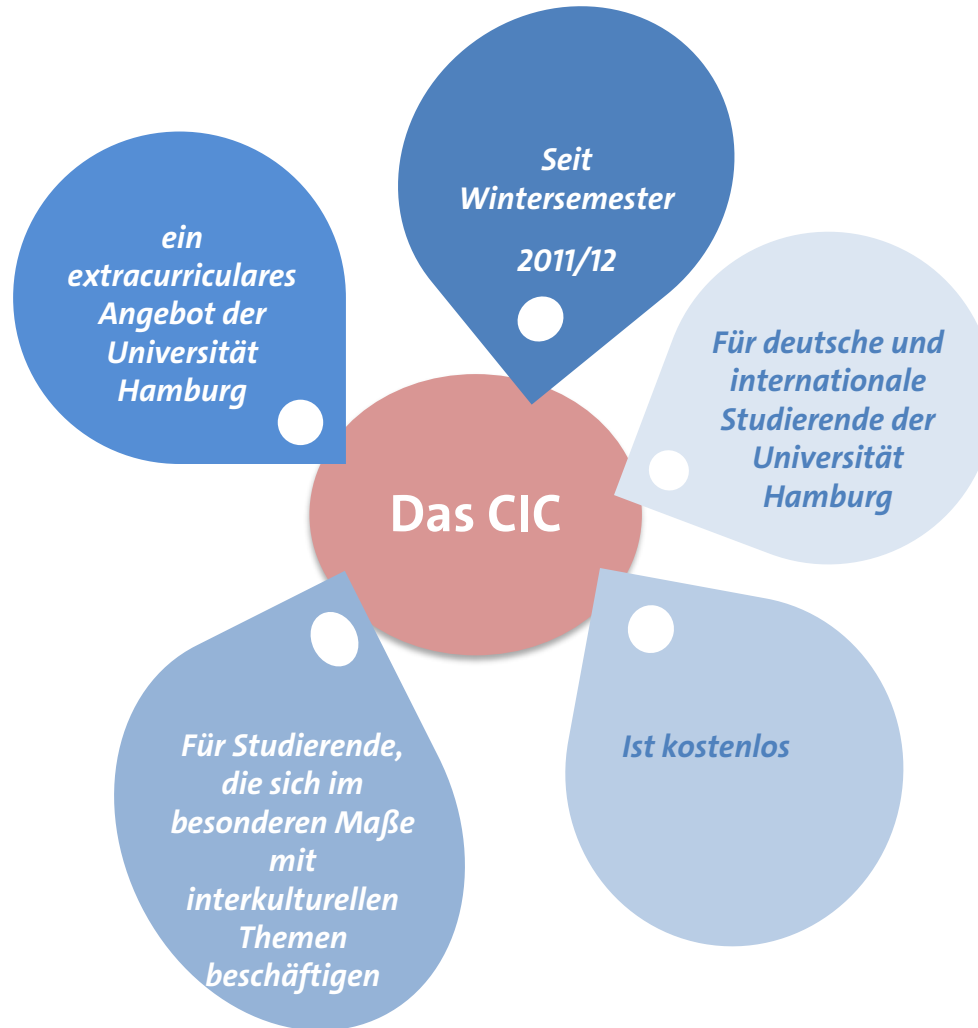 Das CIC
ein
extracurriculares
Angebot der
Universität
Hamburg
Seit
Wintersemester
2011/12
Für deutsche und
internationale
Studierende der
Universität
Hamburg
Ist kostenlos
Für Studierende,
die sich im
besonderen Maße
mit
interkulturellen
Themen
beschäftigen